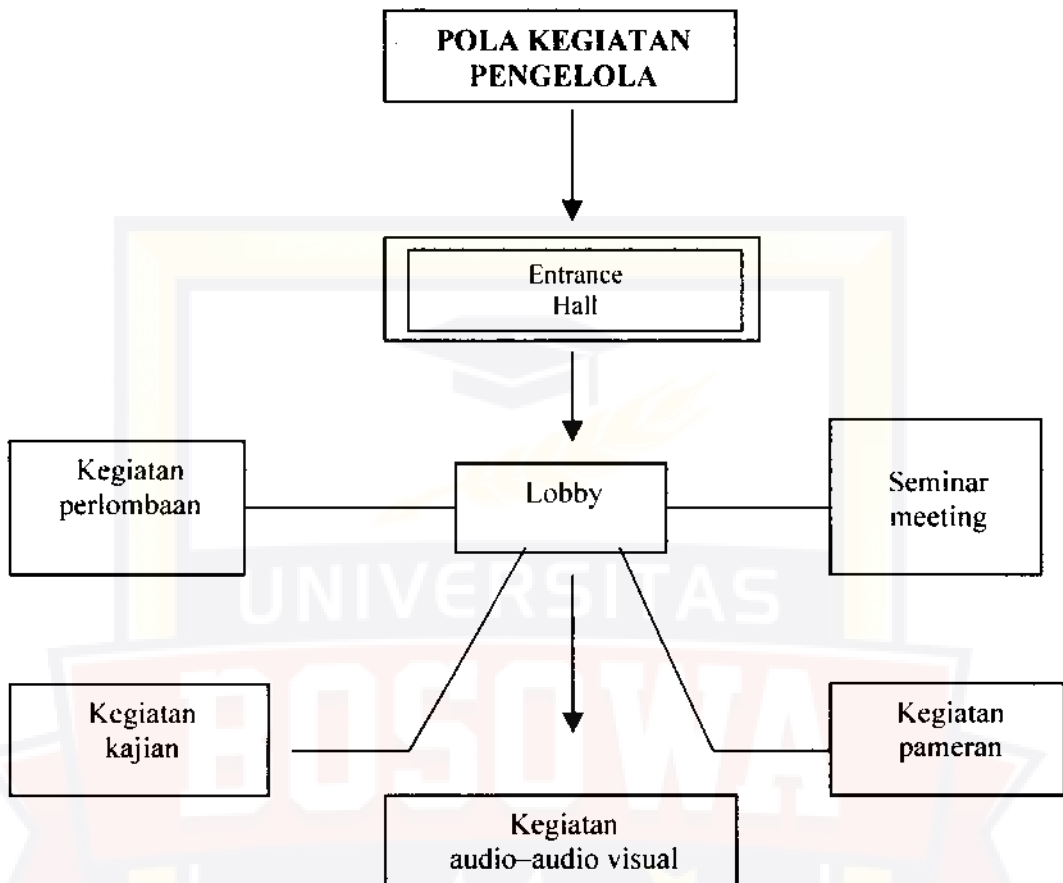 POLA KEGIATAN
PENGELOLA
Entrance
Hall
Kegiatan
perlombaan
Lobby
Seminar
meeting
UNIVERSITAS
BOSOWA
Kegiatan
kajian
Kegiatan
pameran
Kegiatan
audio–audio visual